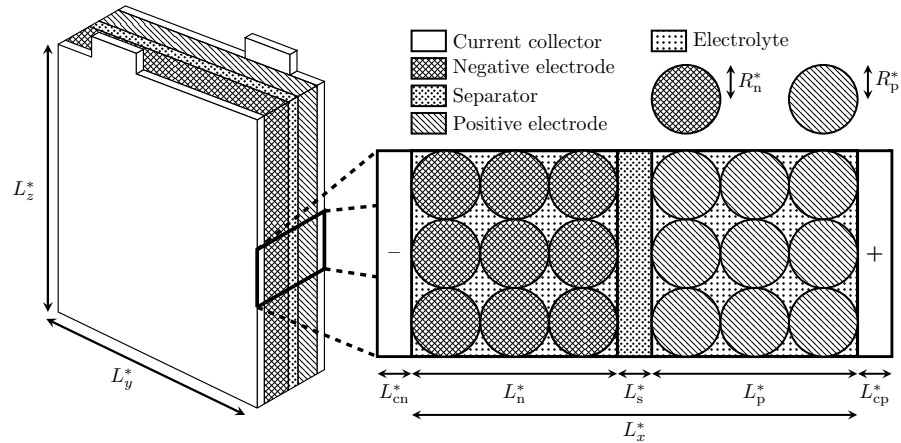 Current collector
Negative electrode
Separator
Positive electrode
Electrolyte
R*n
R*p
L*z
L*y
−
+
L*cn
L*n
L*s
L*p
L*cp
L*x